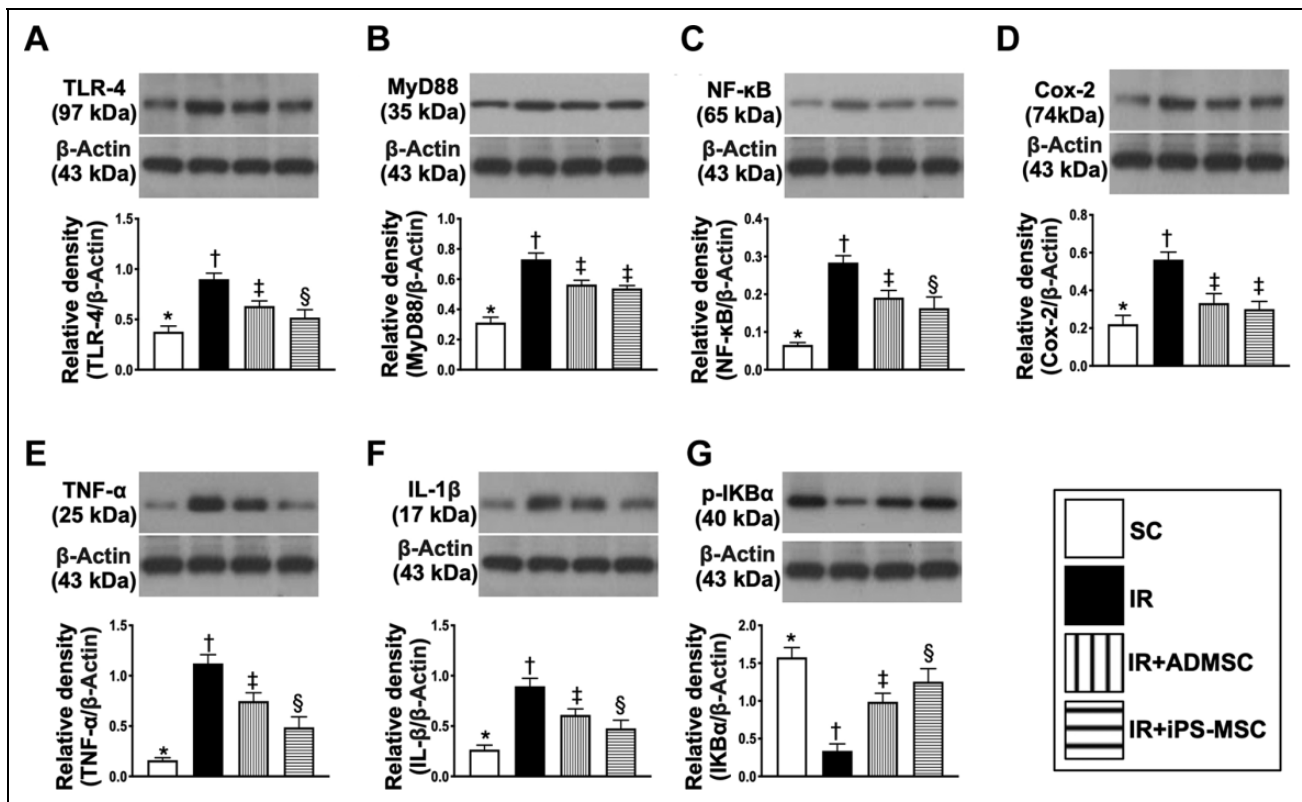 A
TLR-4
(97 kDa)
β-Actin
(43 kDa)
Relative density
(TLR-4/β-Actin)
1.5
1.0
0.5
0.0
*
†
‡
§
B
MyD88
(35 kDa)
β-Actin
(43 kDa)
Relative density
(MyD88/β-Actin)
1.0
0.8
0.6
0.4
0.2
0.0
*
†
‡
‡
C
NF-κB
(65 kDa)
β-Actin
(43 kDa)
Relative density
(NF-κB/β-Actin)
0.4
0.3
0.2
0.1
0.0
*
†
‡
§
D
Cox-2
(74kDa)
β-Actin
(43 kDa)
Relative density
(Cox-2/β-Actin)
0.8
0.6
0.4
0.2
0.0
*
†
‡
‡
E
TNF-α
(25 kDa)
β-Actin
(43 kDa)
Relative density
(TNF-α/β-Actin)
1.5
1.0
0.5
0.0
*
†
‡
§
F
IL-1β
(17 kDa)
β-Actin
(43 kDa)
Relative density
(IL-β/β-Actin)
1.5
1.0
0.5
0.0
*
†
‡
§
G
p-IKBα
(40 kDa)
β-Actin
(43 kDa)
Relative density
(IKBα/β-Actin)
2.0
1.5
1.0
0.5
0.0
*
†
‡
§
SC
IR
IR+ADMSC
IR+iPS-MSC